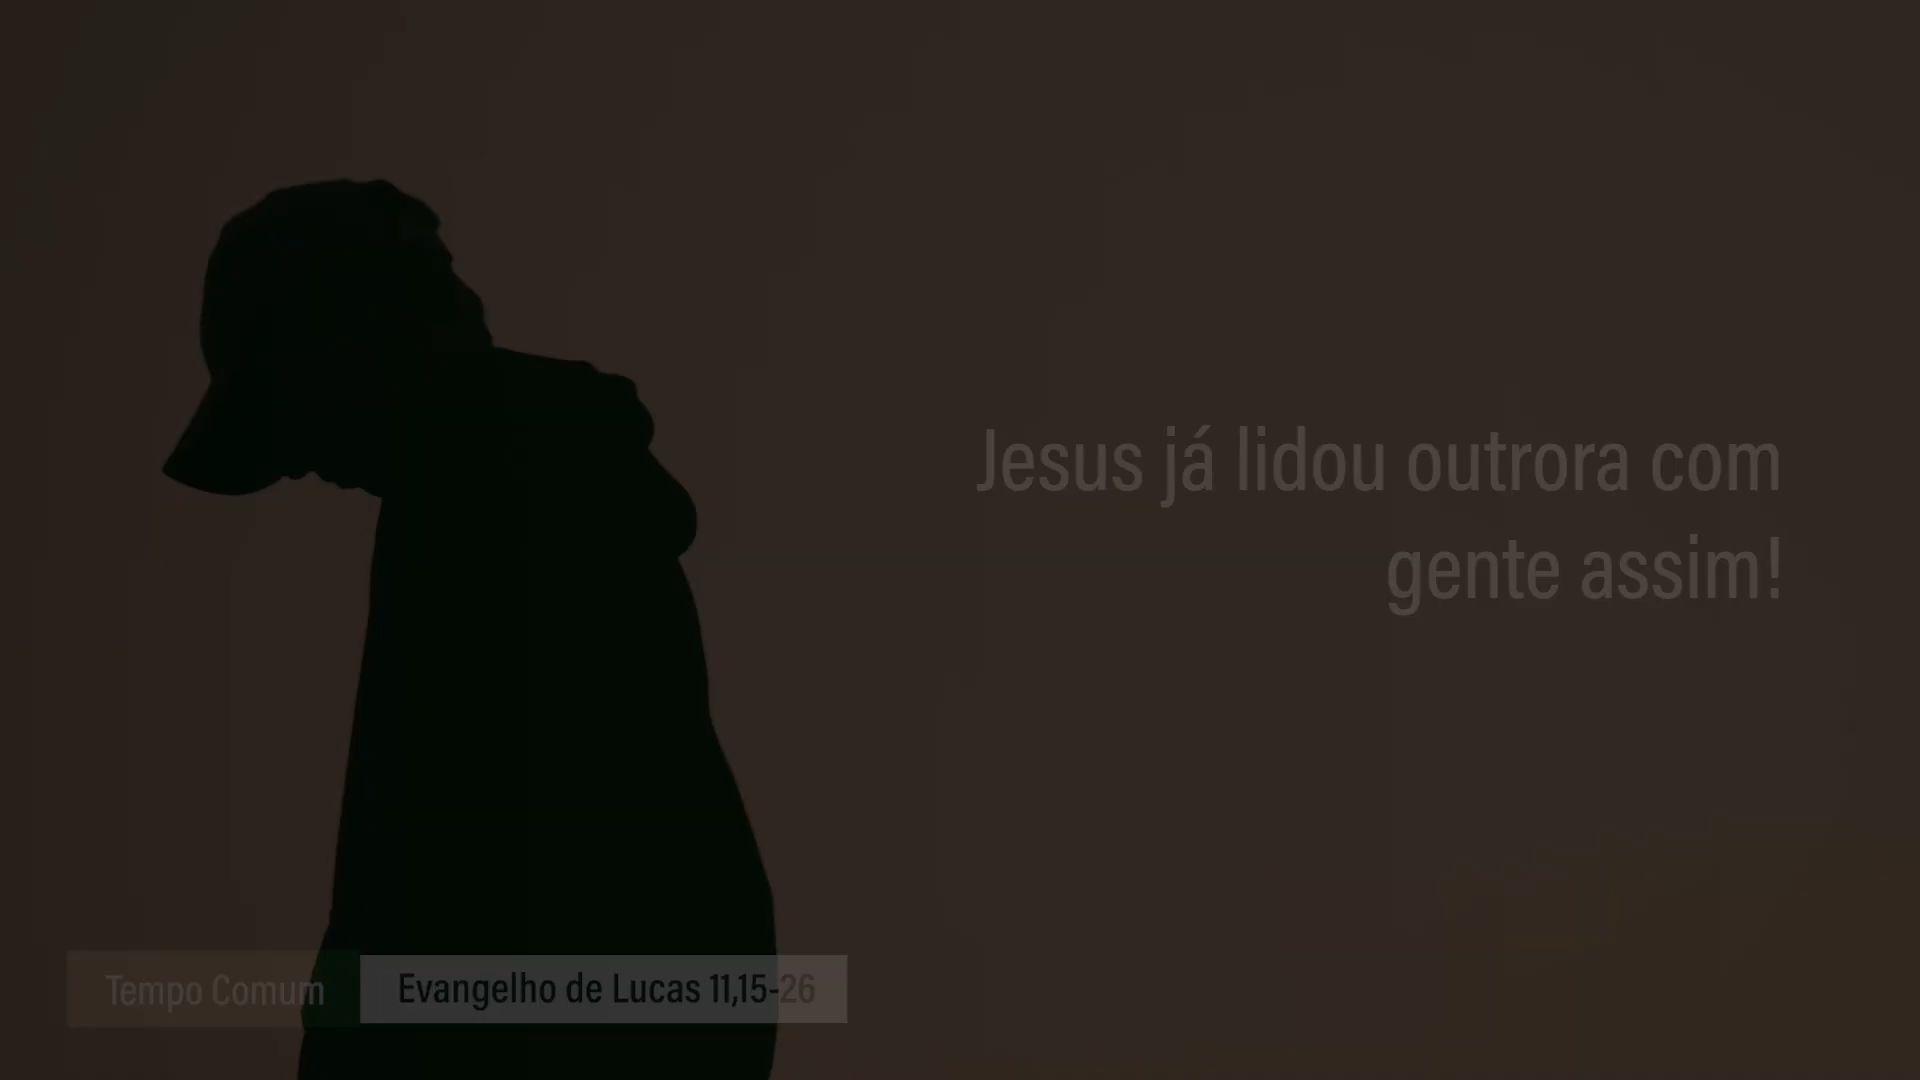 Jesus já lidou outrora com
gente assim!
Tempo Comum
Evangelho de Lucas 11,15-26